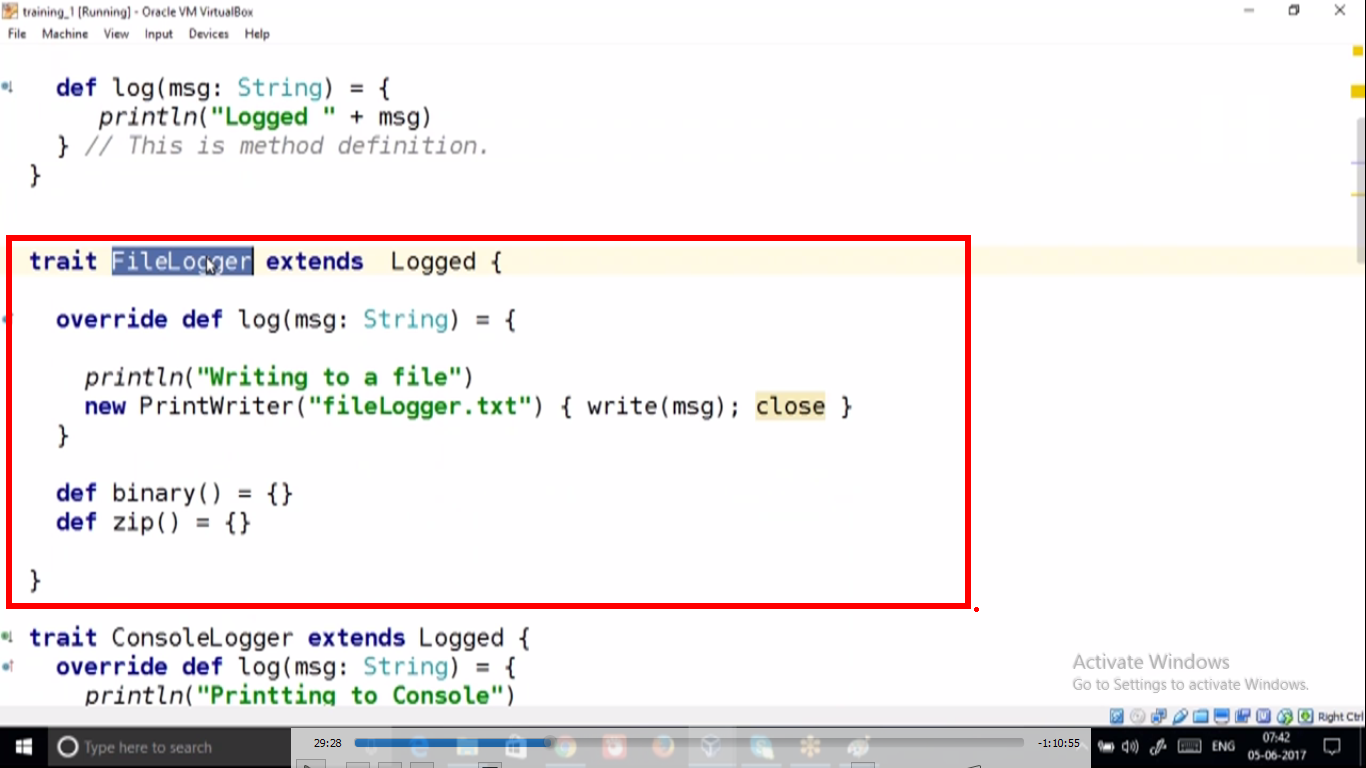 training_1 [Running] - Oracle VM VirtualBox
File Machine View Input Devices Help
def log(msg: String) = {
println("Logged " + msg)
} // This is method definition.
}
trait FileLogger extends Logged {
override def log(msg: String) = {
println("Writing to a file")
new PrintWriter("fileLogger.txt") { write(msg); close }
}
def binary() = {}
def zip() = {}
}
trait ConsoleLogger extends Logged {
override def log(msg: String) = {
println("Printting to Console")
Activate Windows
Go to Settings to activate Windows.
Right Ctrl
Type here to search
29:28
-1:10:55
ENG
07:42
05-06-2017